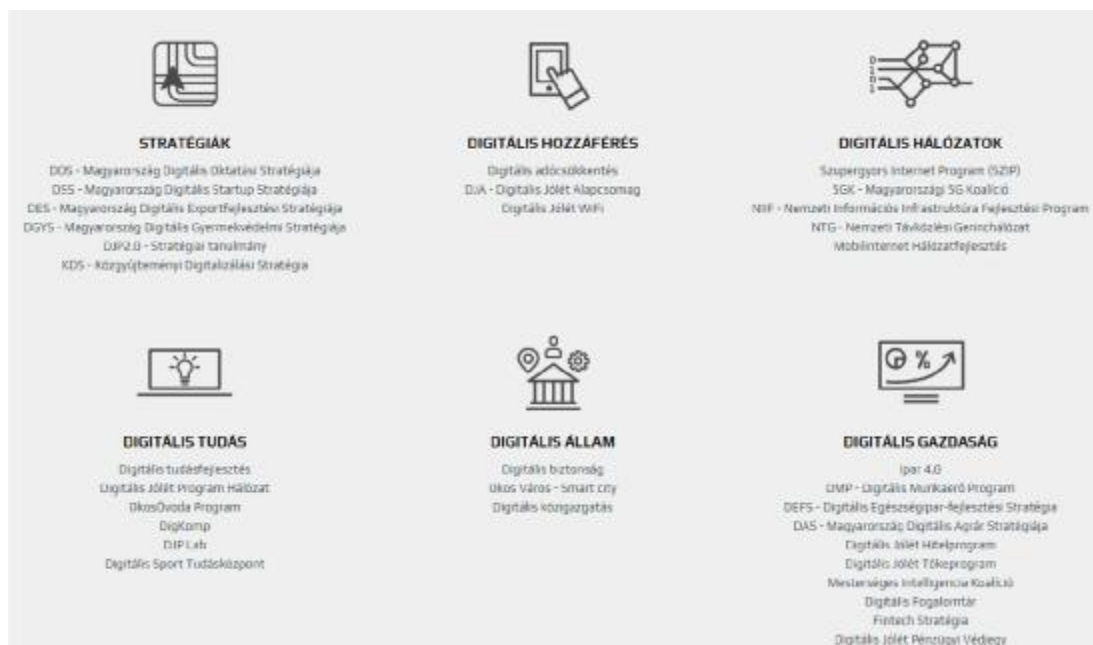 STRATÉGIÁK
DOS - Magyarország Digitális Oktatási Stratégiája
DSS - Magyarország Digitális Startup Stratégiája
DES - Magyarország Digitális Exportfejlesztési Stratégiája
DGYS - Magyarország Digitális Gyermekvédelmi Stratégiája
DJP2.0 - Stratégiai tanulmány
KDS - Közgyűjteményi Digitalizálási Stratégia
DIGITÁLIS HOZZÁFÉRÉS
Digitális adócsökkentés
DJA - Digitális Jólét Alapcsomag
Digitális Jólét WiFi
DIGITÁLIS HÁLÓZATOK
Szupergyors Internet Program (SZIP)
5GK - Magyarországi 5G Koalíció
NIIF - Nemzeti Információs Infrastruktúra Fejlesztési Program
NTG - Nemzeti Távközlési Gerinchálózat
Mobilinternet Hálózatfejlesztés
DIGITÁLIS TUDÁS
Digitális tudásfejlesztés
Digitális Jólét Program Hálózat
OkosÓvoda Program
DigKomp
DJP Lab
Digitális Sport Tudásközpont
DIGITÁLIS ÁLLAM
Digitális biztonság
Okos Város - Smart city
Digitális közigazgatás
DIGITÁLIS GAZDASÁG
Ipar 4.0
DMP - Digitális Munkaerő Program
DEFS - Digitális Egészségipar-fejlesztési Stratégia
DAS - Magyarország Digitális Agrár Stratégiája
Digitális Jólét Hitelprogram
Digitális Jólét Tőkeprogram
Mesterséges Intelligencia Koalíció
Digitális Fogalomtár
Fintech Stratégia
Digitális Jólét Pénzügyi Védjegy